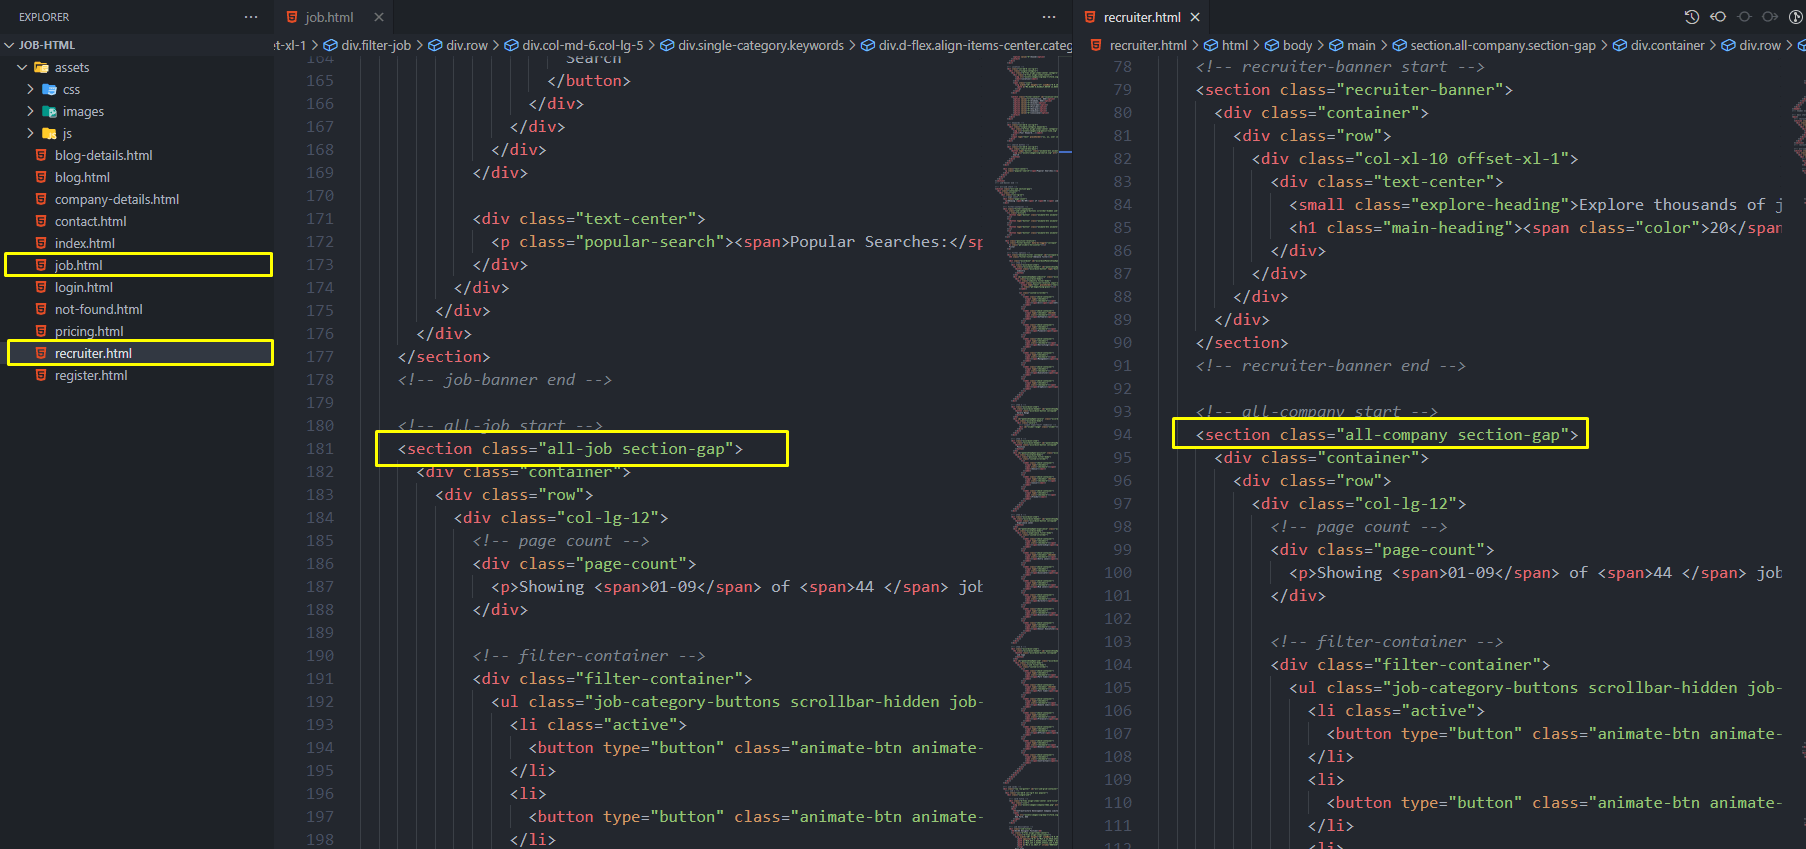 EXPLORER
JOB-HTML
assets
css
images
js
blog-details.html
blog.html
company-details.html
contact.html
index.html
job.html
login.html
not-found.html
pricing.html
recruiter.html
register.html
job.html
et-xl-1 > div.filter-job > div.row > div.col-md-6.col-lg-5 > div.single-category.keywords > div.d-flex.align-items-center.categ
164 Search
165 </button>
166 </div>
167 </div>
168 </div>
169 </div>
170
171 <div class="text-center">
172 <p class="popular-search"><span>Popular Searches:</sp
173 </div>
174 </div>
175 </div>
176 </div>
177 </section>
178 <!-- job-banner end -->
179
180 <!-- all-job start -->
181 <section class="all-job section-gap">
182 <div class="container">
183 <div class="row">
184 <div class="col-lg-12">
185 <!-- page count -->
186 <div class="page-count">
187 <p>Showing <span>01-09</span> of <span>44 </span> job
188 </div>
189
190 <!-- filter-container -->
191 <div class="filter-container">
192 <ul class="job-category-buttons scrollbar-hidden job-
193 <li class="active">
194 <button type="button" class="animate-btn animate-
195 </li>
196 <li>
197 <button type="button" class="animate-btn animate-
198 </li>
recruiter.html
recruiter.html > html > body > main > section.all-company.section-gap > div.container > div.row >
78 <!-- recruiter-banner start -->
79 <section class="recruiter-banner">
80 <div class="container">
81 <div class="row">
82 <div class="col-xl-10 offset-xl-1">
83 <div class="text-center">
84 <small class="explore-heading">Explore thousands of j
85 <h1 class="main-heading"><span class="color">20</span
86 </div>
87 </div>
88 </div>
89 </div>
90 </section>
91 <!-- recruiter-banner end -->
92
93 <!-- all-company start -->
94 <section class="all-company section-gap">
95 <div class="container">
96 <div class="row">
97 <div class="col-lg-12">
98 <!-- page count -->
99 <div class="page-count">
100 <p>Showing <span>01-09</span> of <span>44 </span> job
101 </div>
102
103 <!-- filter-container -->
104 <div class="filter-container">
105 <ul class="job-category-buttons scrollbar-hidden job-
106 <li class="active">
107 <button type="button" class="animate-btn animate-
108 </li>
109 <li>
110 <button type="button" class="animate-btn animate-
111 </li>
112 <li>